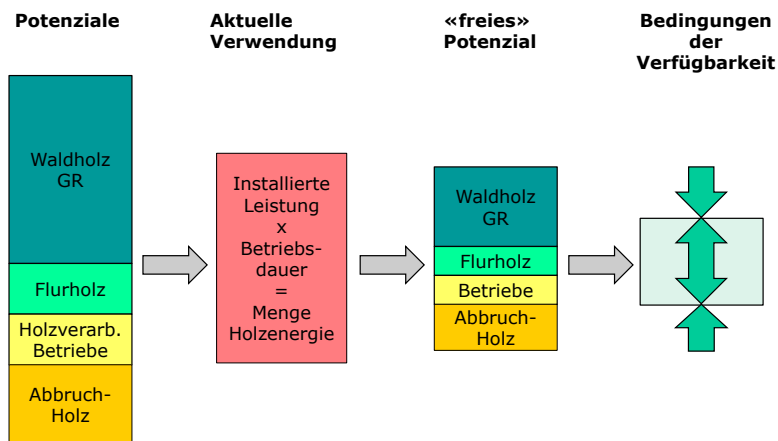 Potenziale
Aktuelle
Verwendung
«freies»
Potenzial
Bedingungen
der
Verfügbarkeit
Waldholz
GR
Flurholz
Holzverarb.
Betriebe
Abbruch-
Holz
Installierte
Leistung
x
Betriebs-
dauer
=
Menge
Holzenergie
Waldholz
GR
Flurholz
Betriebe
Abbruch-
Holz